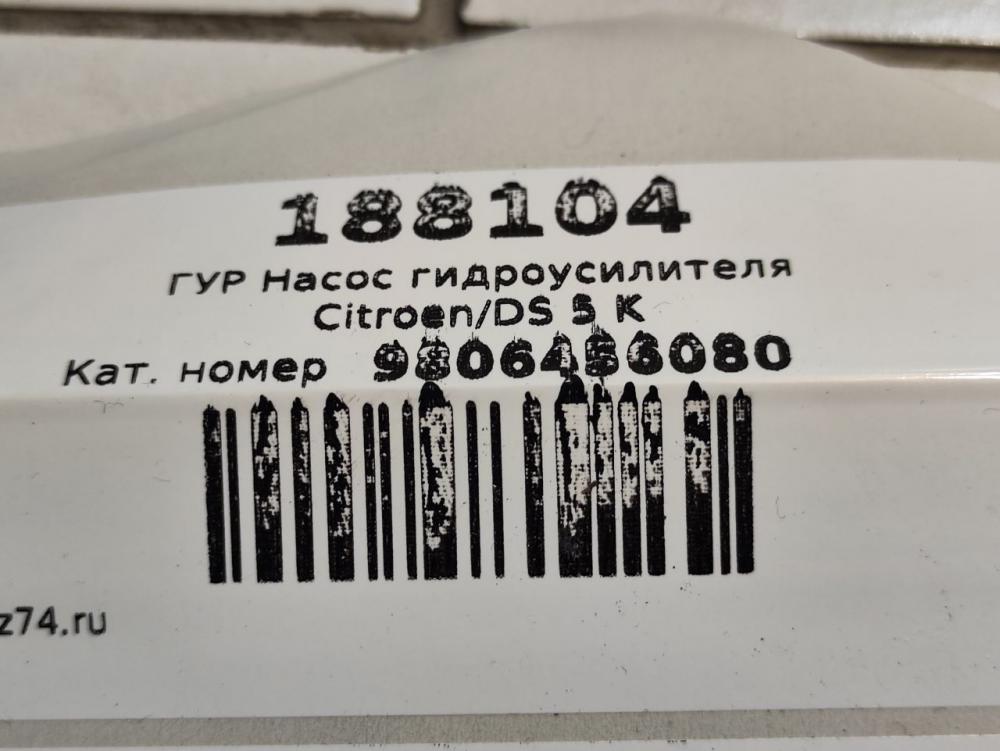 188104
ГУР Насос гидроусилителя
Citroen/DS 5 K
Кат. номер 9806456080
z74.ru